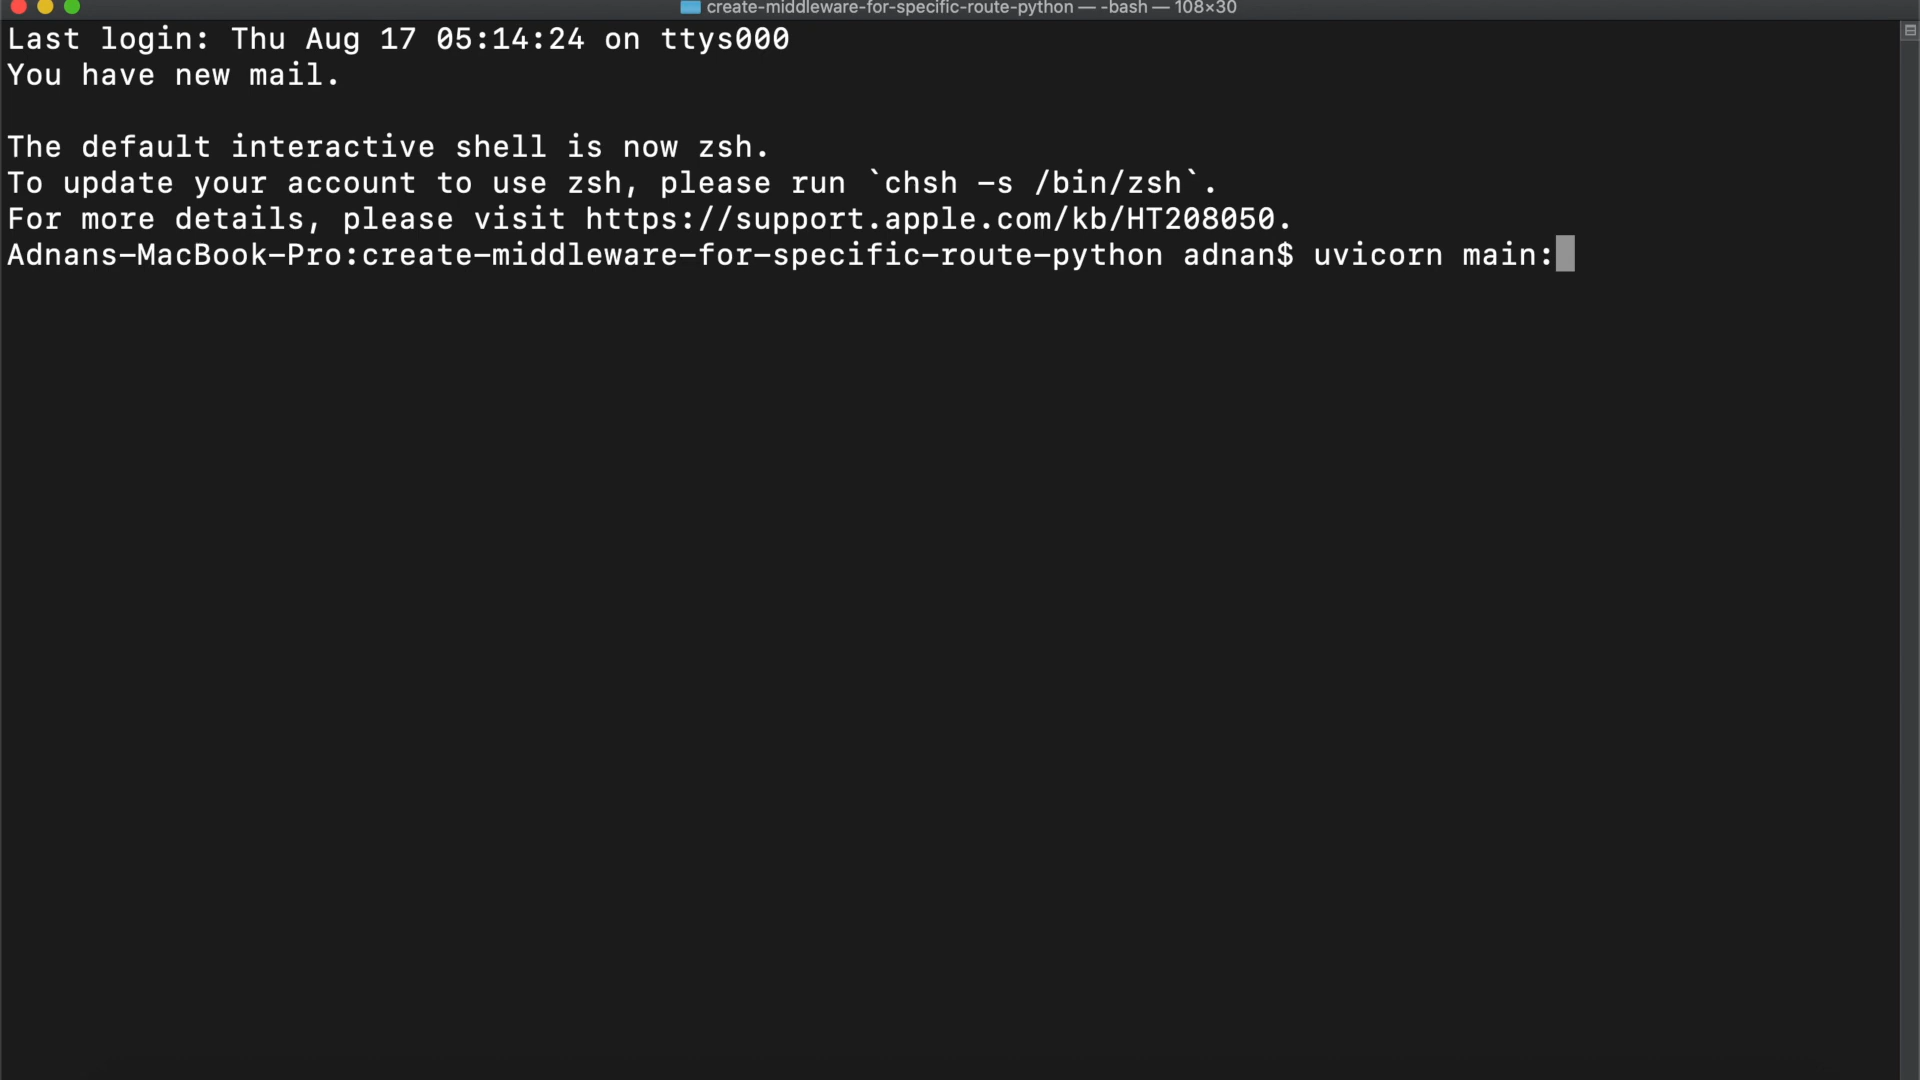 create-middleware-for-specific-route-python — -bash — 108×30
Last login: Thu Aug 17 05:14:24 on ttys000
You have new mail.
The default interactive shell is now zsh.
To update your account to use zsh, please run `chsh -s /bin/zsh`.
For more details, please visit https://support.apple.com/kb/HT208050.
Adnans-MacBook-Pro:create-middleware-for-specific-route-python adnan$ uvicorn main: